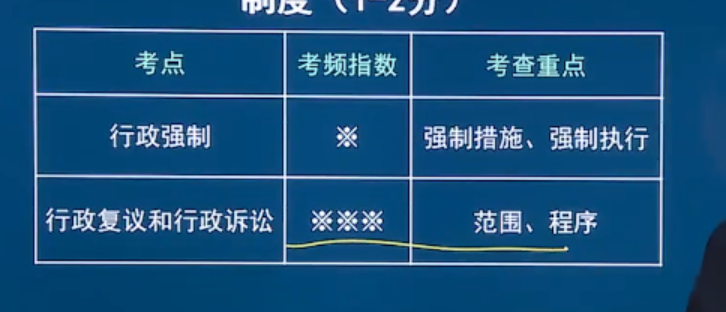 制度（1-2分）
考点 考频指数 考查重点
行政强制 ※ 强制措施、强制执行
行政复议和行政诉讼 ※※※ 范围、程序